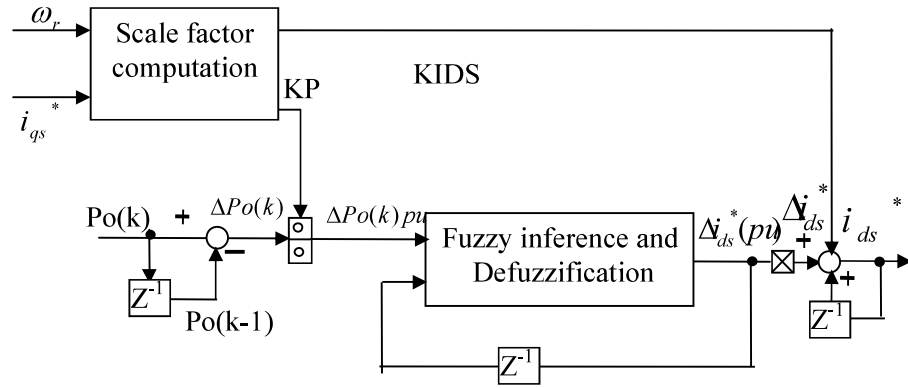 ω_r
Scale factor
computation
KP
KIDS
i_qs^*
Po(k)
+
ΔPo(k)
ΔPo(k)pu
−
Z^-1
Po(k-1)
Fuzzy inference and
Defuzzification
Δi_ds^*(pu)
Δi_ds^*
+
i_ds^*
+
Z^-1
Z^-1